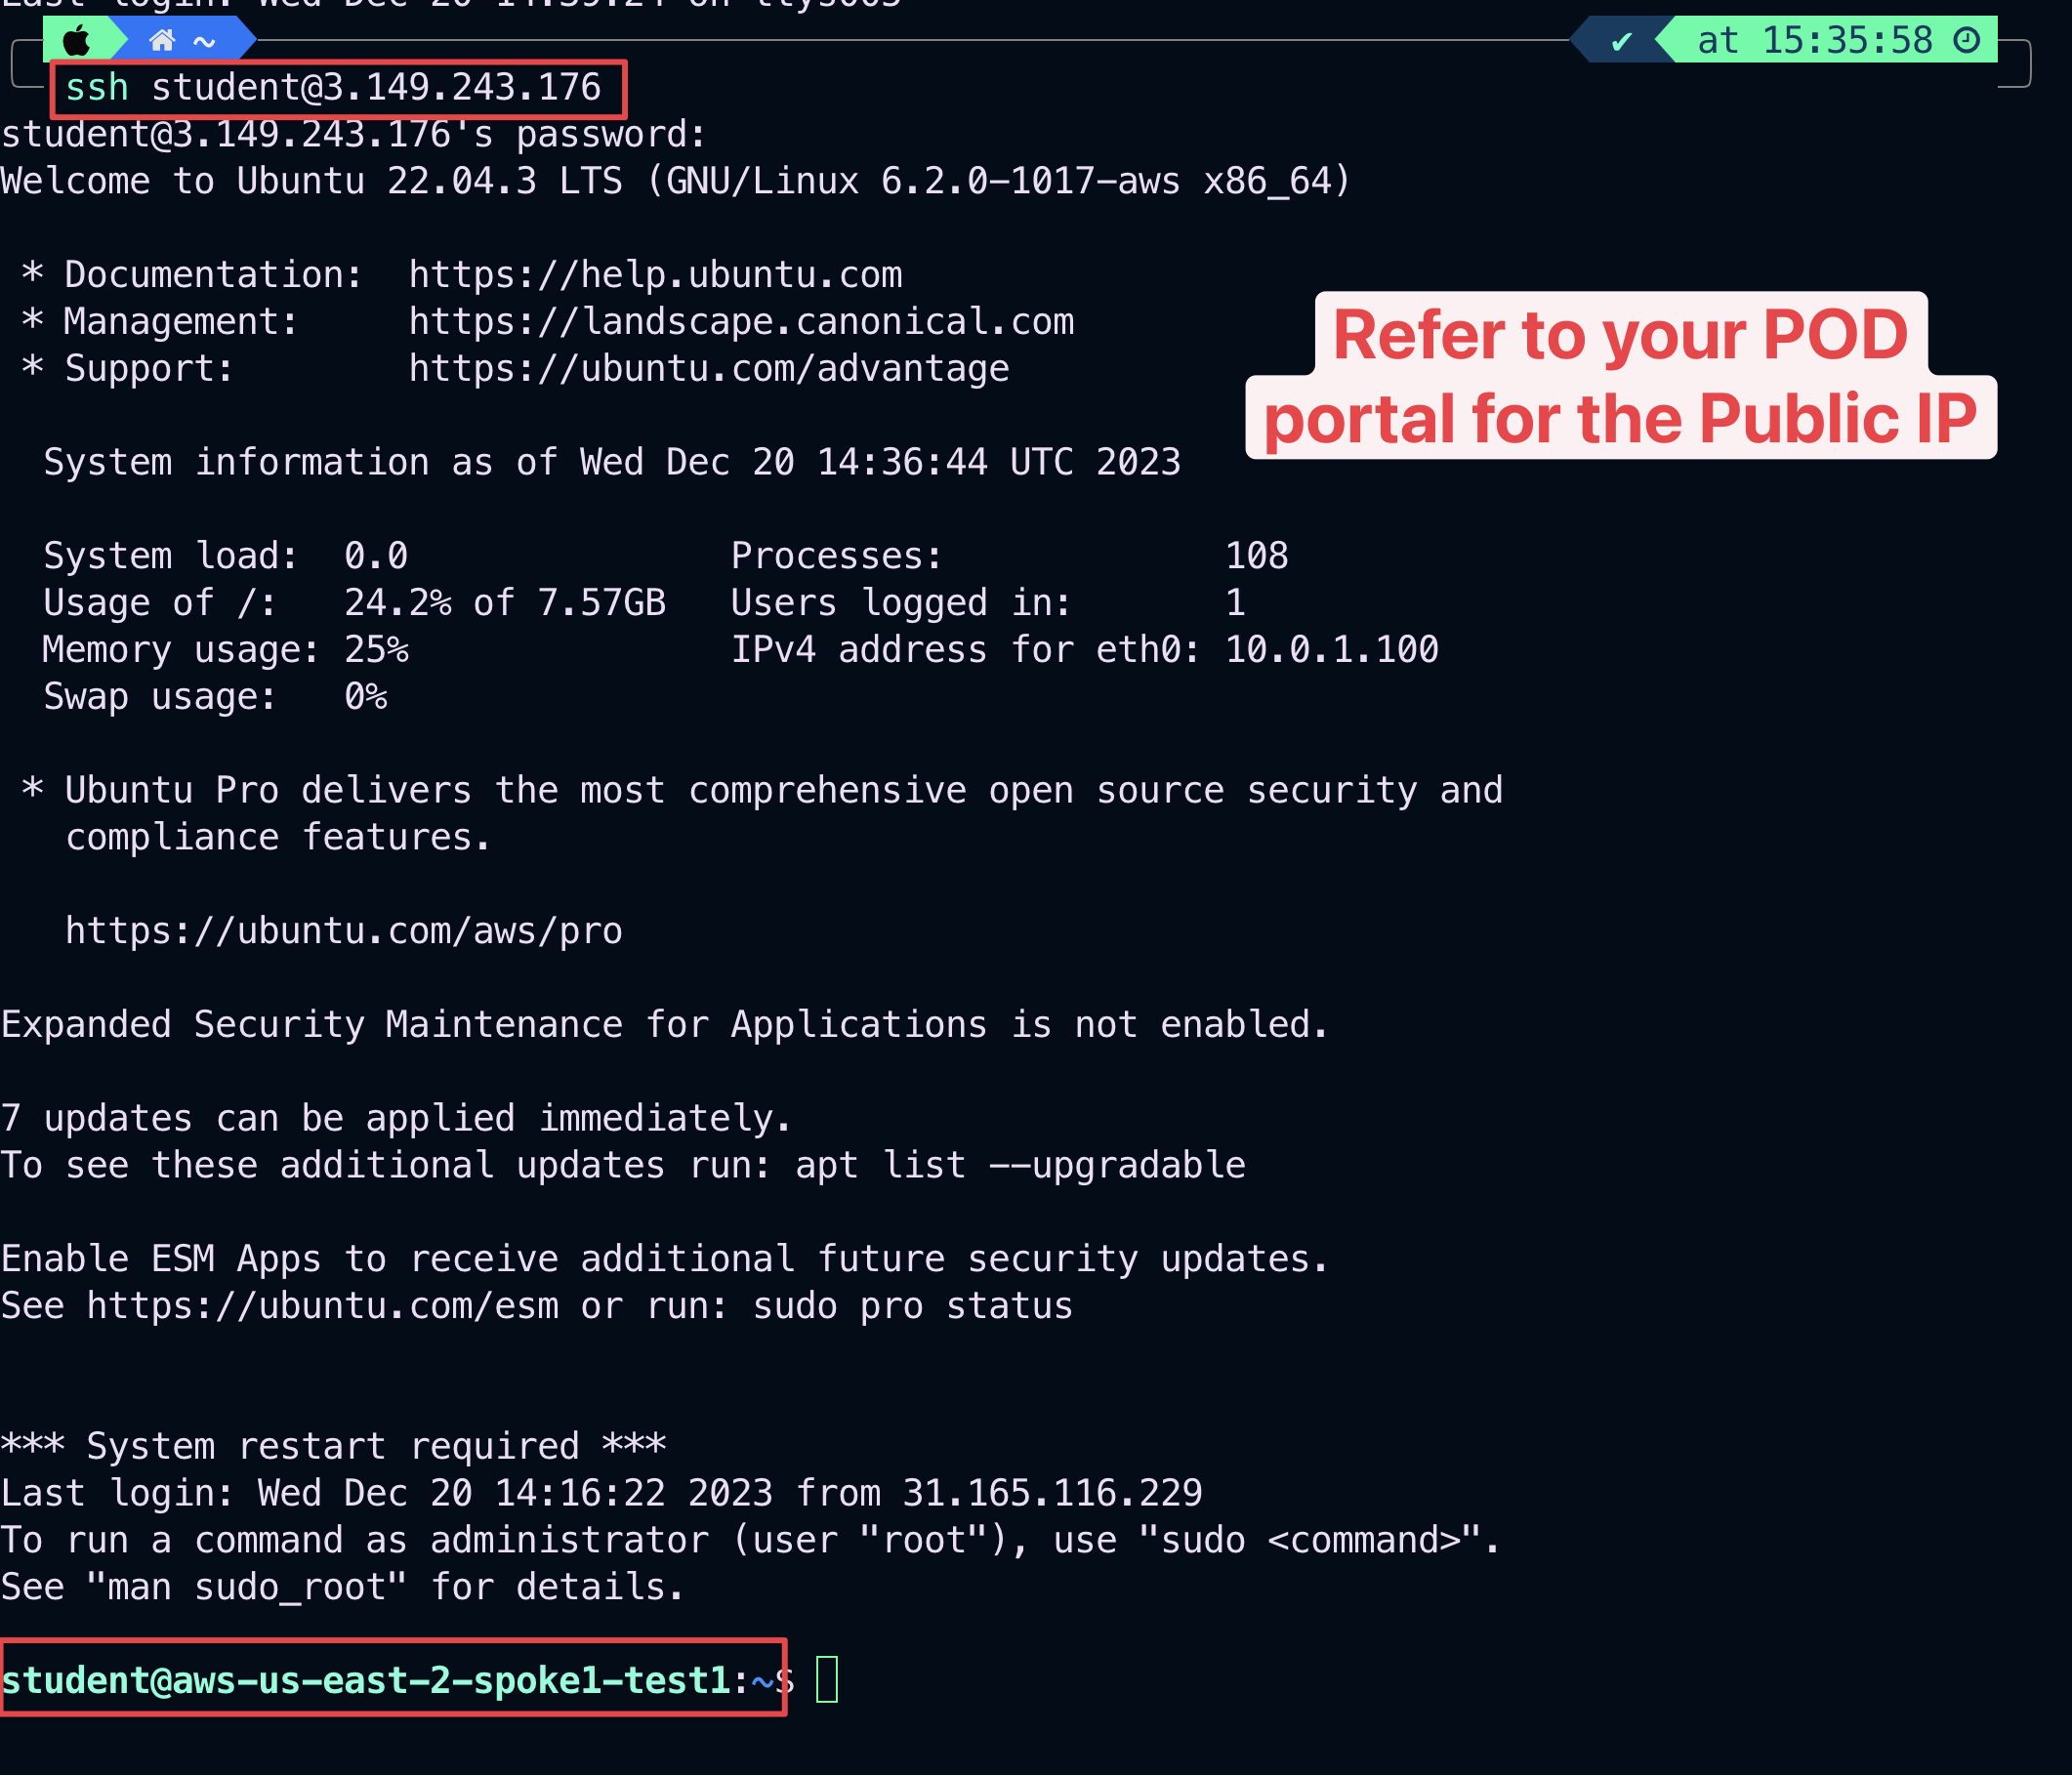 ~ ✔ at 15:35:58
ssh student@3.149.243.176
student@3.149.243.176's password:
Welcome to Ubuntu 22.04.3 LTS (GNU/Linux 6.2.0-1017-aws x86_64)
* Documentation: https://help.ubuntu.com
* Management: https://landscape.canonical.com
* Support: https://ubuntu.com/advantage
Refer to your POD
portal for the Public IP
System information as of Wed Dec 20 14:36:44 UTC 2023
System load: 0.0 Processes: 108
Usage of /: 24.2% of 7.57GB Users logged in: 1
Memory usage: 25% IPv4 address for eth0: 10.0.1.100
Swap usage: 0%
* Ubuntu Pro delivers the most comprehensive open source security and
compliance features.
https://ubuntu.com/aws/pro
Expanded Security Maintenance for Applications is not enabled.
7 updates can be applied immediately.
To see these additional updates run: apt list --upgradable
Enable ESM Apps to receive additional future security updates.
See https://ubuntu.com/esm or run: sudo pro status
*** System restart required ***
Last login: Wed Dec 20 14:16:22 2023 from 31.165.116.229
To run a command as administrator (user "root"), use "sudo <command>".
See "man sudo_root" for details.
student@aws-us-east-2-spoke1-test1:~$